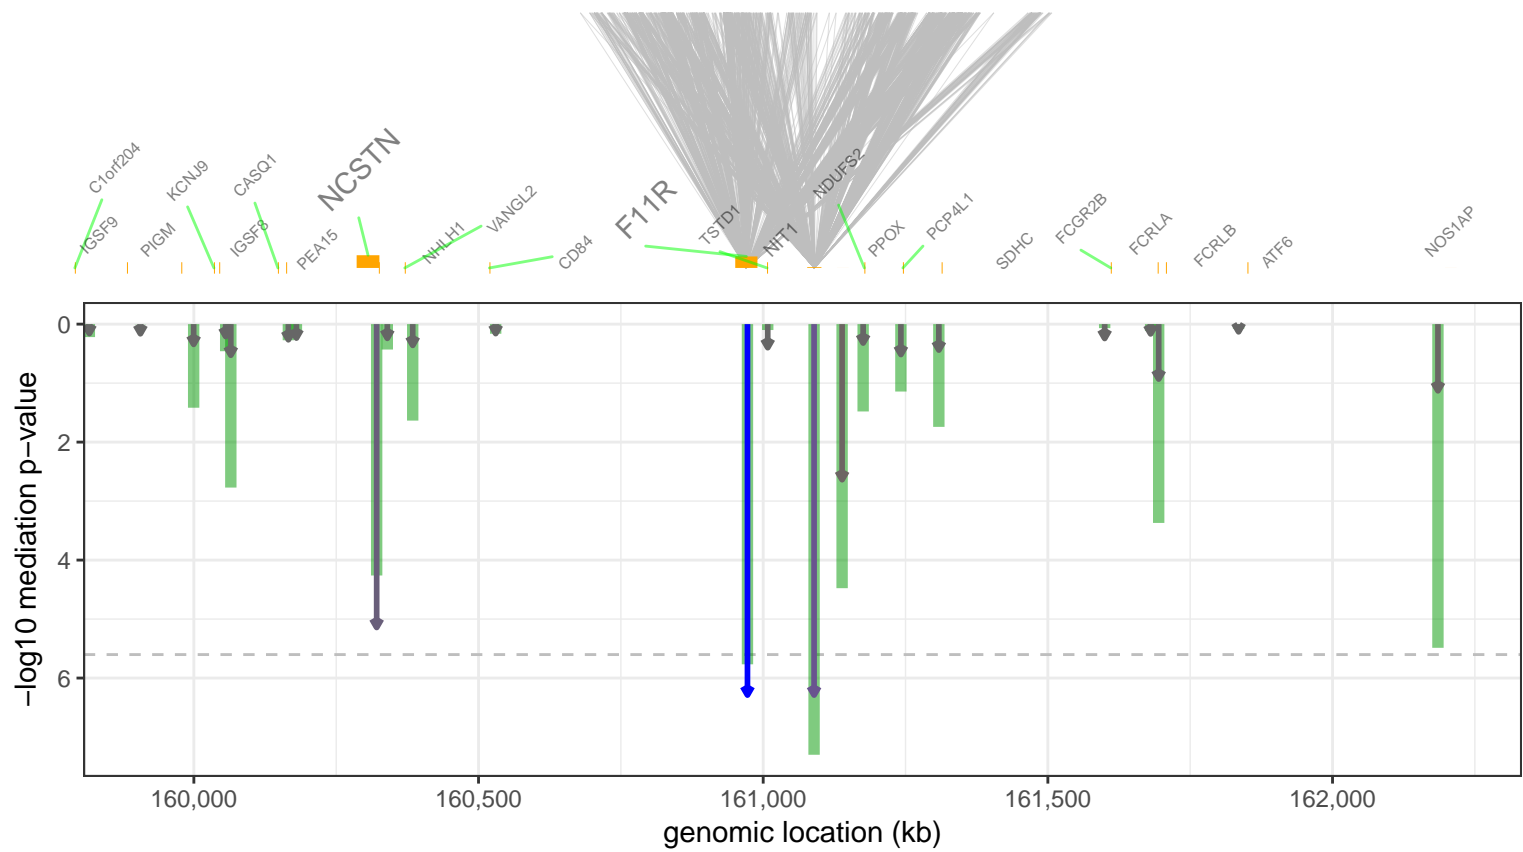 C1orf204
KCNJ9
CASQ1
NCSTN
IGSF9
PIGM
IGSF8
PEA15
NHLH1
VANGL2
CD84
F11R
TSTD1
NIT1
NDUFS2
PPOX
PCP4L1
SDHC
FCGR2B
FCRLA
FCRLB
ATF6
NOS1AP
0
2
4
6
−log10 mediation p−value
160,000 160,500 161,000 161,500 162,000
genomic location (kb)